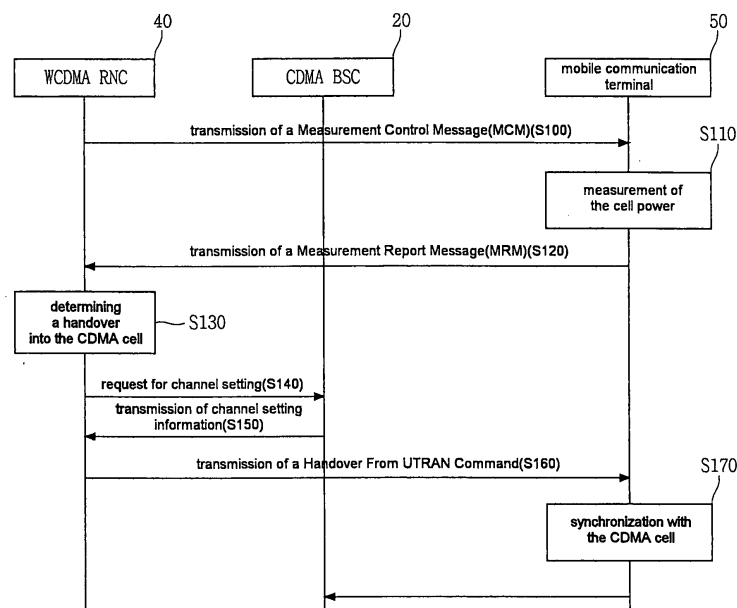 40
20
50
WCDMA RNC
CDMA BSC
mobile communication
terminal
transmission of a Measurement Control Message(MCM)(S100)
S110
measurement of
the cell power
transmission of a Measurement Report Message(MRM)(S120)
determining
a handover
into the CDMA cell
S130
request for channel setting(S140)
transmission of channel setting
information(S150)
transmission of a Handover From UTRAN Command(S160)
S170
synchronization with
the CDMA cell